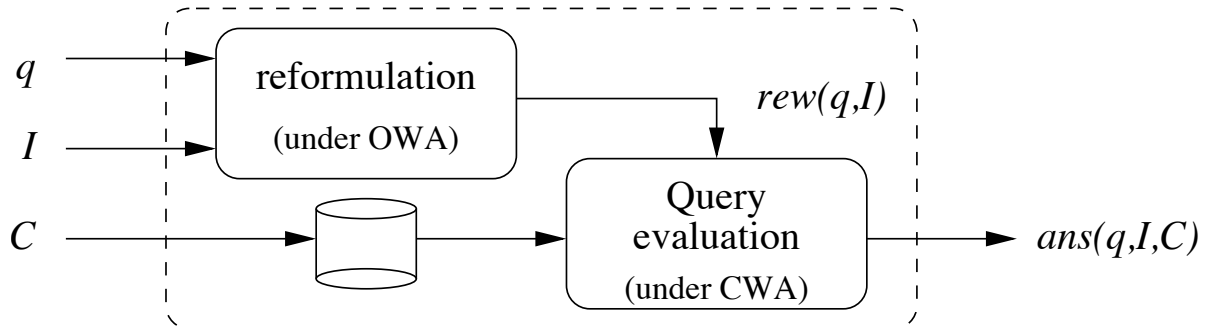 q
I
C
reformulation
(under OWA)
rew(q,I)
Query
evaluation
(under CWA)
ans(q,I,C)